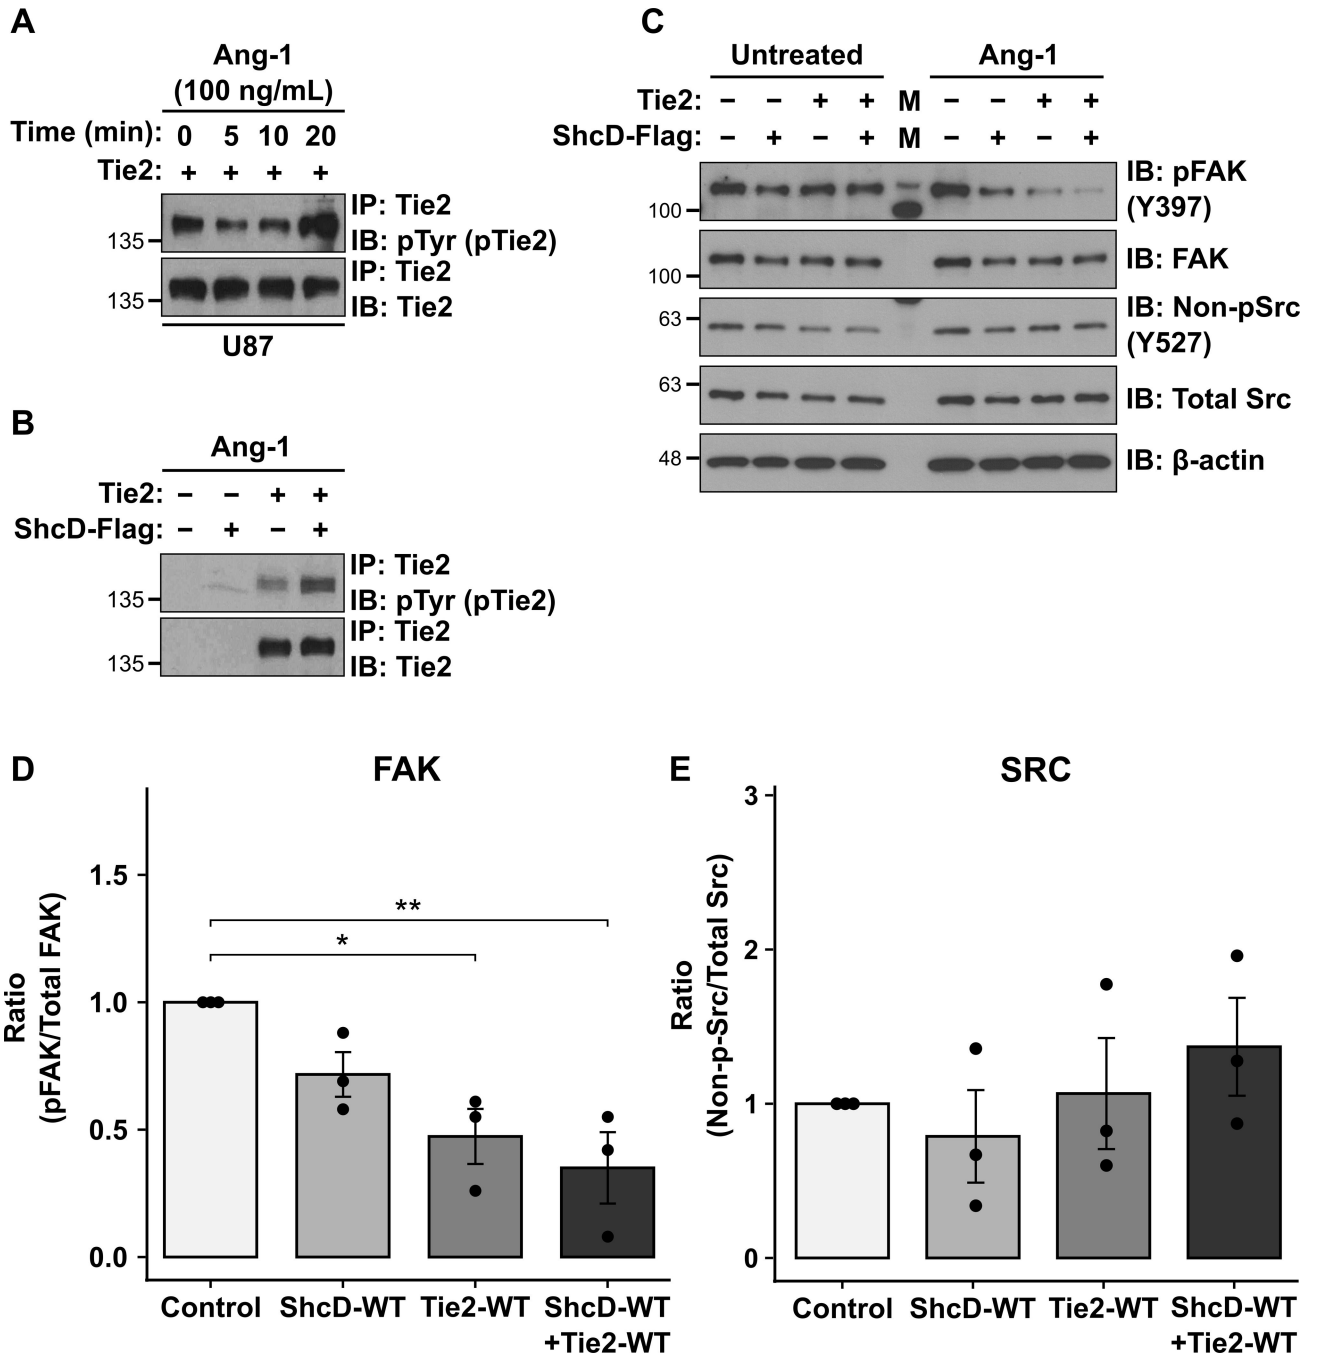 A
Ang-1
(100 ng/mL)
Time (min): 0 5 10 20
Tie2: + + + +
IP: Tie2
135
IB: pTyr (pTie2)
IP: Tie2
135
IB: Tie2
U87
B
Ang-1
Tie2: − − + +
ShcD-Flag: − + − +
IP: Tie2
135
IB: pTyr (pTie2)
IP: Tie2
135
IB: Tie2
C
Untreated Ang-1
Tie2: − − + + M − − + +
ShcD-Flag: − + − + M − + − +
IB: pFAK
(Y397)
100
IB: FAK
100
IB: Non-pSrc
63
(Y527)
63
IB: Total Src
48
IB: β-actin
D
FAK
Ratio
(pFAK/Total FAK)
1.5
1.0
0.5
0.0
**
*
Control ShcD-WT Tie2-WT ShcD-WT
+Tie2-WT
E
SRC
Ratio
(Non-p-Src/Total Src)
3
2
1
0
Control ShcD-WT Tie2-WT ShcD-WT
+Tie2-WT